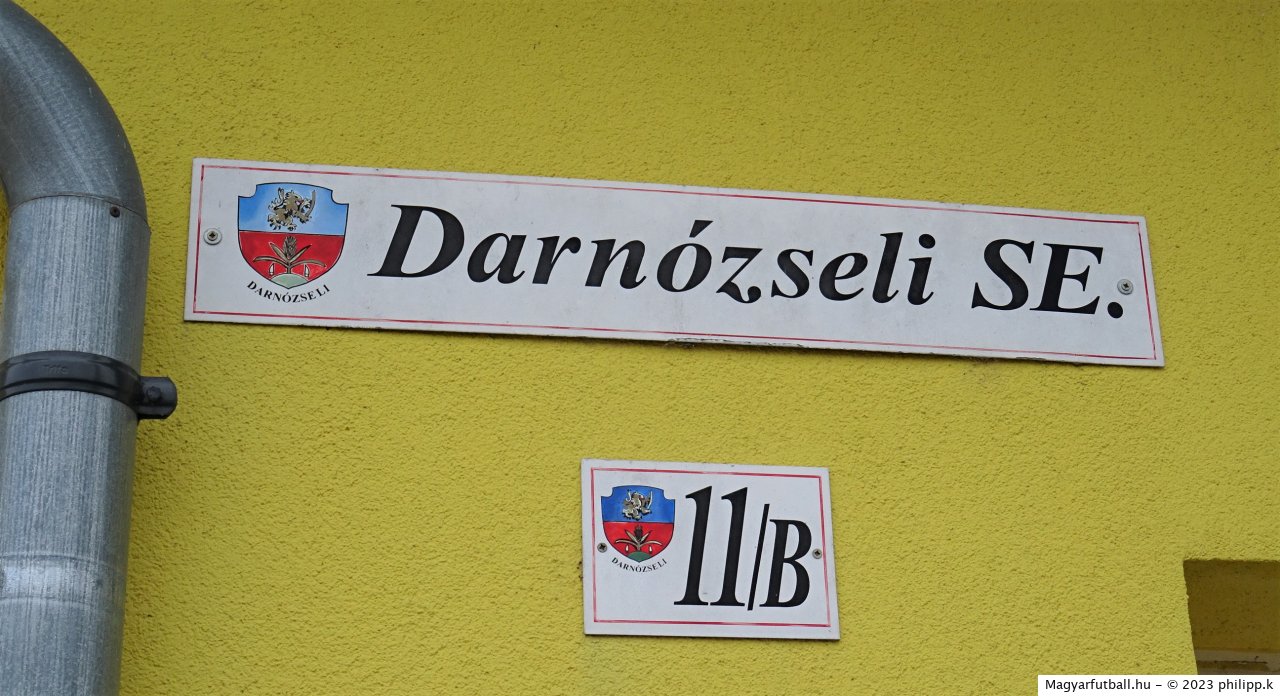 Darnózseli SE.
DARNÓZSELI
11/B
DARNÓZSELI
Magyarfutball.hu – © 2023 philipp.k